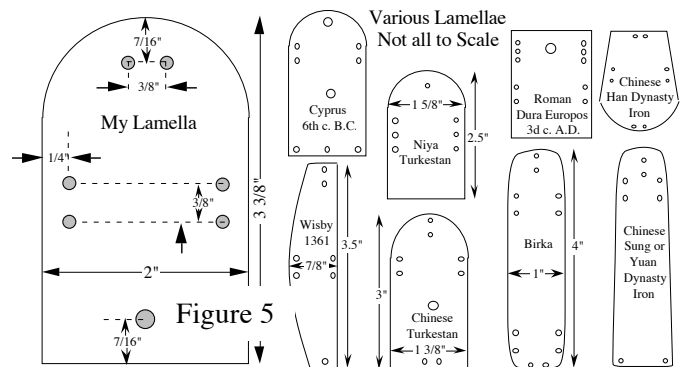 Various Lamellae
Not all to Scale
7/16"
3/8"
My Lamella
1/4"
3/8"
3 3/8"
2"
7/16"
Figure 5
Cyprus
6th c. B.C.
1 5/8"
2.5"
Niya
Turkestan
Roman
Dura Europos
3d c. A.D.
Chinese
Han Dynasty
Iron
Wisby
1361
3.5"
7/8"
3"
Chinese
Turkestan
1 3/8"
Birka
4"
1"
Chinese
Sung or
Yuan
Dynasty
Iron